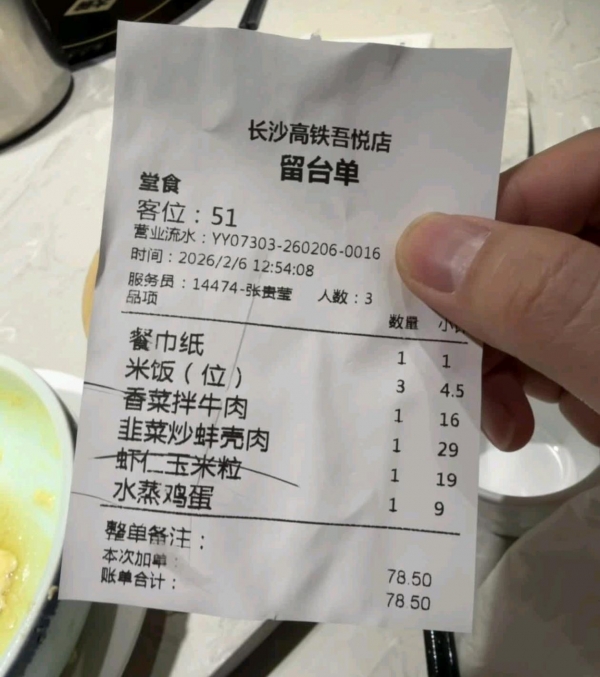 长沙高铁吾悦店
留台单
堂食
客位：51
营业流水：YY07303-260206-0016
时间：2026/2/6 12:54:08
服务员：14474-张贵莹 人数：3
品项 数量
餐巾纸 1 1
米饭（位） 3 4.5
香菜拌牛肉 1 16
韭菜炒蚌壳肉 1 29
虾仁玉米粒 1 19
水蒸鸡蛋 1 9
整单备注：
本次加单： 78.50
账单合计： 78.50